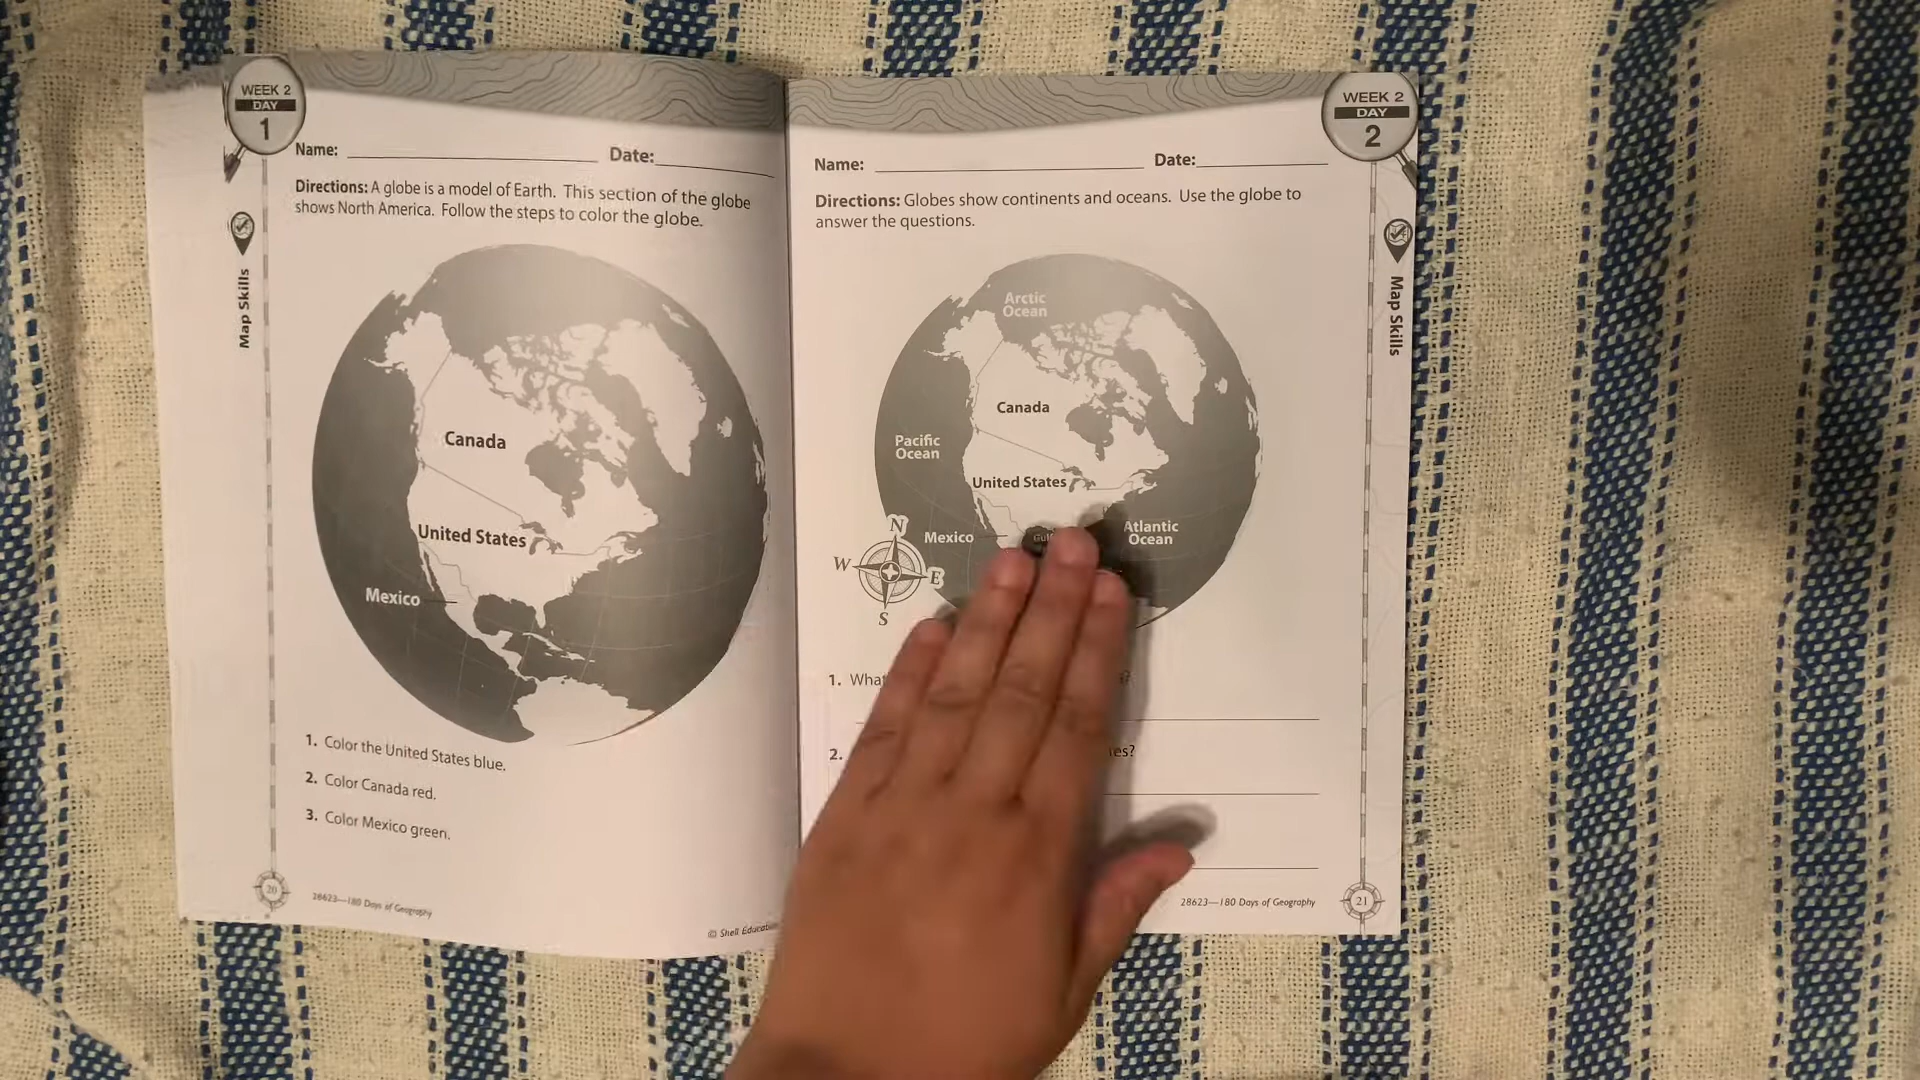 WEEK 2
DAY
1
Name: Date:
Directions: A globe is a model of Earth. This section of the globe
shows North America. Follow the steps to color the globe.
Map Skills
Canada
United States
Mexico
1. Color the United States blue.
2. Color Canada red.
3. Color Mexico green.
20
28623—180 Days of Geography
© Shell Education
WEEK 2
DAY
2
Name: Date:
Directions: Globes show continents and oceans. Use the globe to
answer the questions.
Map Skills
Arctic
Ocean
Canada
Pacific
Ocean
United States
Atlantic
Ocean
Mexico
N
W
E
S
1.
2.
28623—180 Days of Geography
21